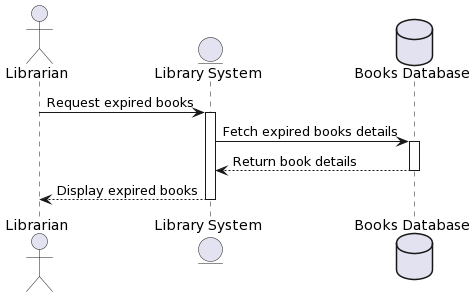 Librarian
Library System
Books Database
Request expired books
Fetch expired books details
Return book details
Display expired books
Librarian
Library System
Books Database